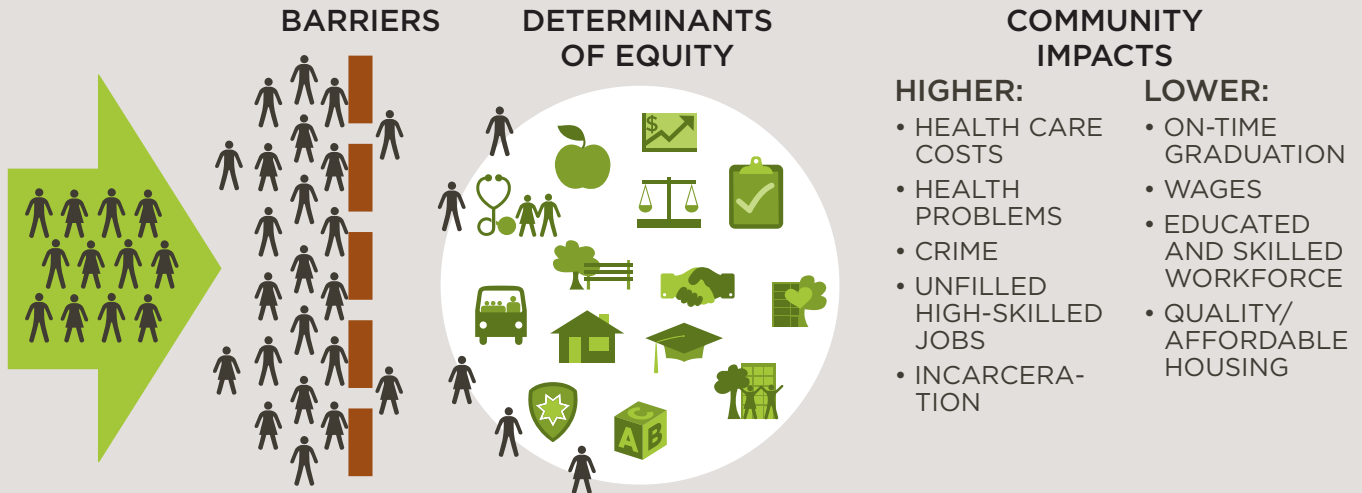 BARRIERS
DETERMINANTS
OF EQUITY
$
A
B
C
COMMUNITY
IMPACTS
HIGHER:
• HEALTH CARE
COSTS
• HEALTH
PROBLEMS
• CRIME
• UNFILLED
HIGH-SKILLED
JOBS
• INCARCERA-
TION
LOWER:
• ON-TIME
GRADUATION
• WAGES
• EDUCATED
AND SKILLED
WORKFORCE
• QUALITY/
AFFORDABLE
HOUSING